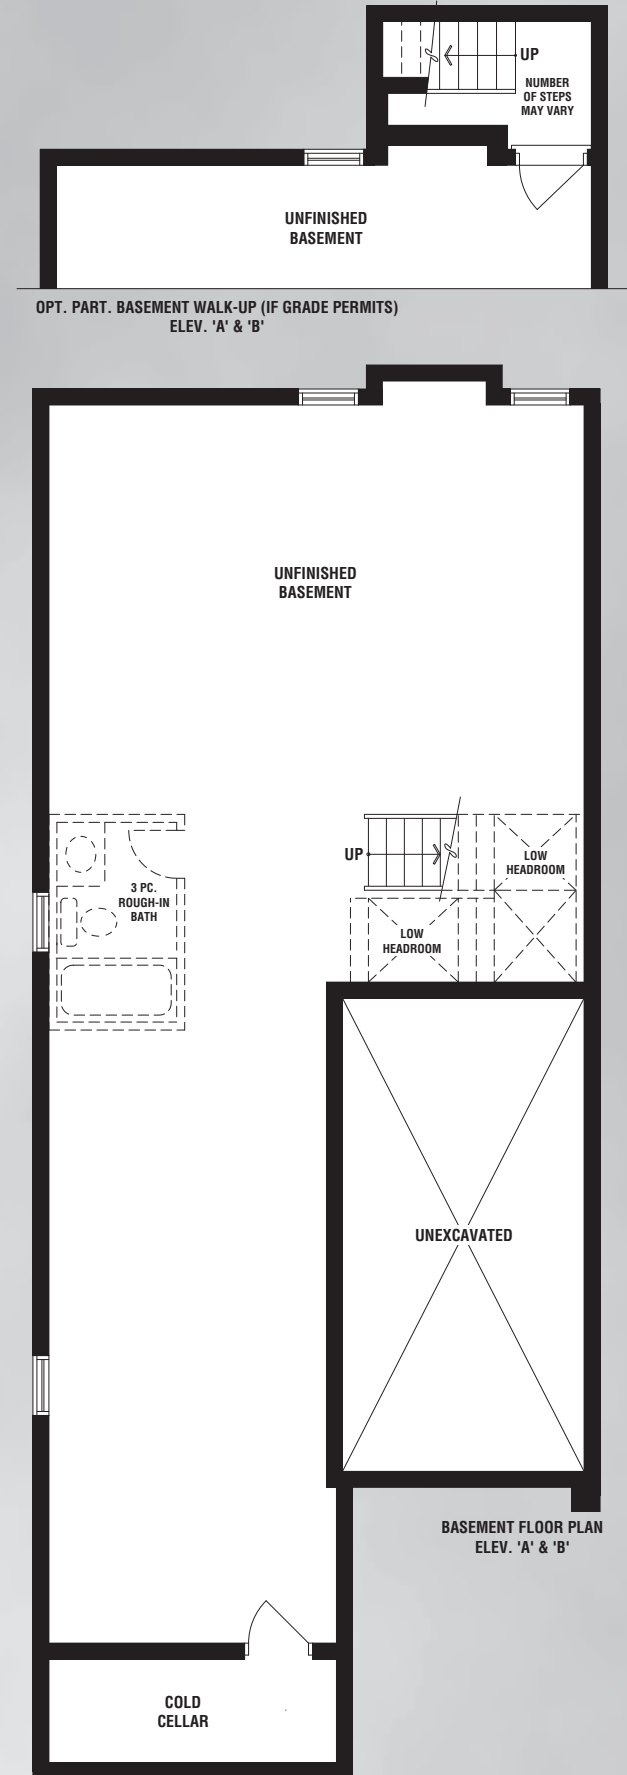 UP
NUMBER
OF STEPS
MAY VARY
UNFINISHED
BASEMENT
OPT. PART. BASEMENT WALK-UP (IF GRADE PERMITS)
ELEV. 'A' & 'B'
UNFINISHED
BASEMENT
UP
LOW
HEADROOM
3 PC.
ROUGH-IN
BATH
LOW
HEADROOM
UNEXCAVATED
BASEMENT FLOOR PLAN
ELEV. 'A' & 'B'
COLD
CELLAR